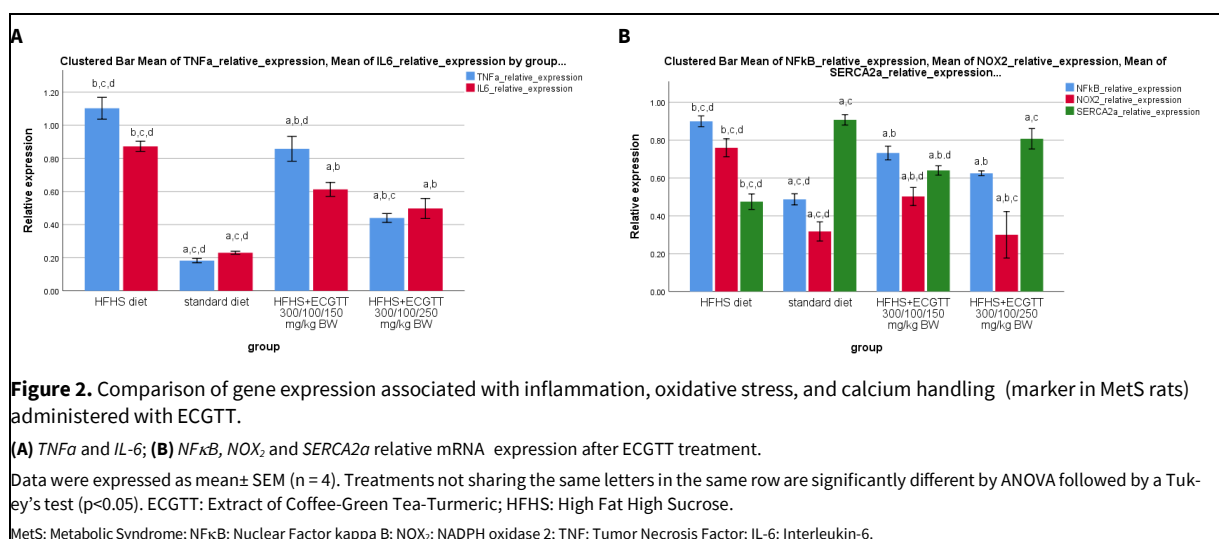 A
Clustered Bar Mean of TNFa_relative_expression, Mean of IL6_relative_expression by group...
TNFa_relative_expression
IL6_relative_expression
Relative expression
1.20
1.00
0.80
0.60
0.40
0.20
0.00
b,c,d
b,c,d
a,c,d
a,c,d
a,b,d
a,b
a,b,c
a,b
HFHS diet
standard diet
HFHS+ECGTT
300/100/150
mg/kg BW
HFHS+ECGTT
300/100/250
mg/kg BW
group
B
Clustered Bar Mean of NFkB_relative_expression, Mean of NOX2_relative_expression, Mean of
SERCA2a_relative_expression...
NFkB_relative_expression
NOX2_relative_expression
SERCA2a_relative_expression
Relative expression
1.00
0.80
0.60
0.40
0.20
0.00
b,c,d
b,c,d
b,c,d
a,c,d
a,c,d
a,c
a,b
a,b,d
a,b,d
a,b
a,b,c
a,c
HFHS diet
standard diet
HFHS+ECGTT
300/100/150
mg/kg BW
HFHS+ECGTT
300/100/250
mg/kg BW
group
Figure 2. Comparison of gene expression associated with inflammation, oxidative stress, and calcium handling (marker in MetS rats)
administered with ECGTT.
(A) TNFa and IL-6; (B) NFκB, NOX₂ and SERCA2a relative mRNA expression after ECGTT treatment.
Data were expressed as mean± SEM (n = 4). Treatments not sharing the same letters in the same row are significantly different by ANOVA followed by a Tuk-
ey's test (p<0.05). ECGTT: Extract of Coffee-Green Tea-Turmeric; HFHS: High Fat High Sucrose.
MetS: Metabolic Syndrome; NFκB: Nuclear Factor kappa B; NOX₂: NADPH oxidase 2; TNF: Tumor Necrosis Factor; IL-6: Interleukin-6.